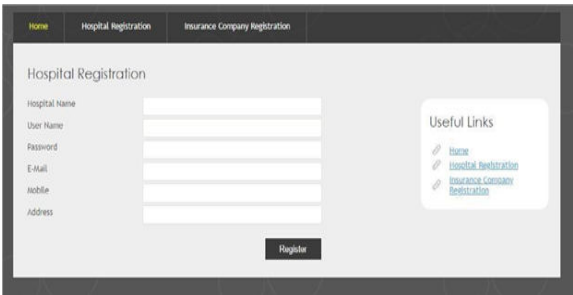 Home Hospital Registration Insurance Company Registration
Hospital Registration
Hospital Name
User Name
Password
E-Mail
Mobile
Address
Register
Useful Links
Home
Hospital Registration
Insurance Company
Registration